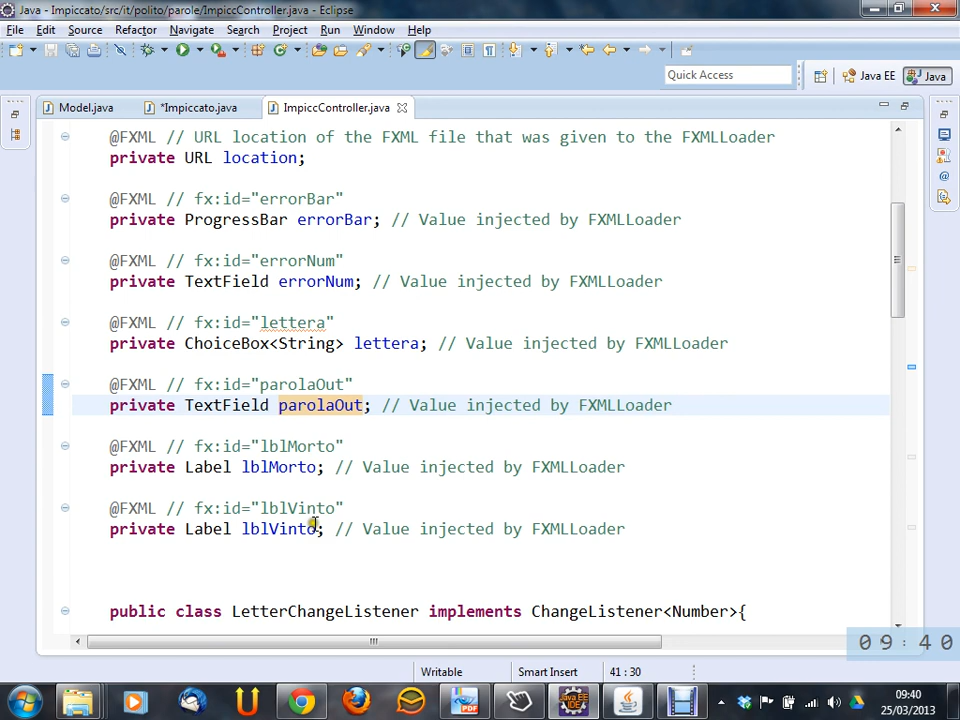 Java - Impiccato/src/it/polito/parole/ImpiccController.java - Eclipse
File Edit Source Refactor Navigate Search Project Run Window Help
Quick Access
Java EE
Java
Model.java
*Impiccato.java
ImpiccController.java
@FXML // URL location of the FXML file that was given to the FXMLLoader
private URL location;
@FXML // fx:id="errorBar"
private ProgressBar errorBar; // Value injected by FXMLLoader
@FXML // fx:id="errorNum"
private TextField errorNum; // Value injected by FXMLLoader
@FXML // fx:id="lettera"
private ChoiceBox<String> lettera; // Value injected by FXMLLoader
@FXML // fx:id="parolaOut"
private TextField parolaOut; // Value injected by FXMLLoader
@FXML // fx:id="lblMorto"
private Label lblMorto; // Value injected by FXMLLoader
@FXML // fx:id="lblVinto"
private Label lblVinto; // Value injected by FXMLLoader
public class LetterChangeListener implements ChangeListener<Number>{
09:40
Writable
Smart Insert
41 : 30
09:40
25/03/2013